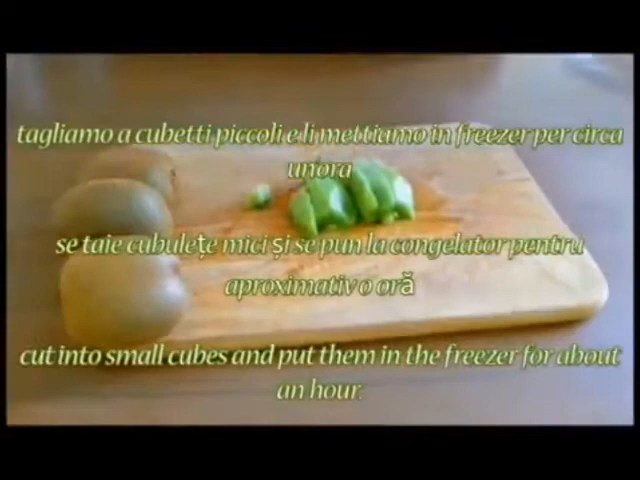 tagliamo a cubetti piccoli e li mettiamo in freezer per circa
un'ora
se taie cubulețe mici și se pun la congelator pentru
aproximativ o oră
cut into small cubes and put them in the freezer for about
an hour.